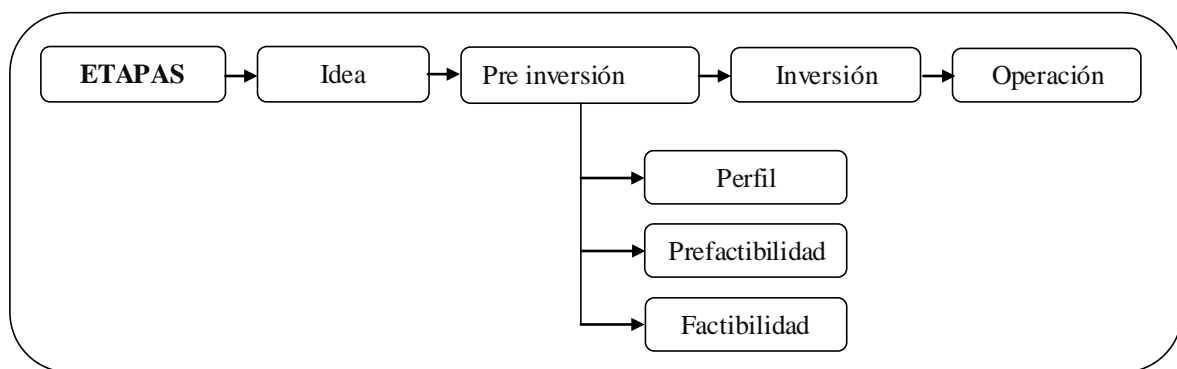 ETAPAS
Idea
Pre inversión
Inversión
Operación
Perfil
Prefactibilidad
Factibilidad